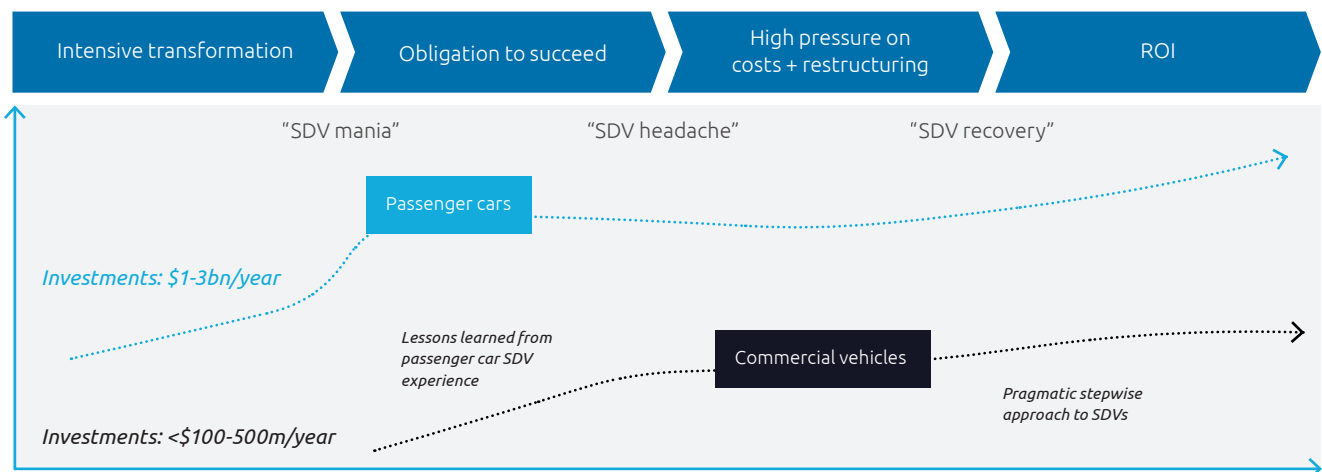 Intensive transformation
Obligation to succeed
High pressure on
costs + restructuring
ROI
“SDV mania”
“SDV headache”
“SDV recovery”
Passenger cars
Investments: $1-3bn/year
Lessons learned from
passenger car SDV
experience
Commercial vehicles
Pragmatic stepwise
approach to SDVs
Investments: <$100-500m/year